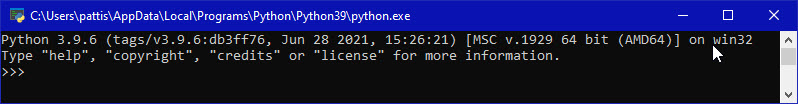 C:\Users\pattis\AppData\Local\Programs\Python\Python39\python.exe
Python 3.9.6 (tags/v3.9.6:db3ff76, Jun 28 2021, 15:26:21) [MSC v.1929 64 bit (AMD64)] on win32
Type "help", "copyright", "credits" or "license" for more information.
>>>